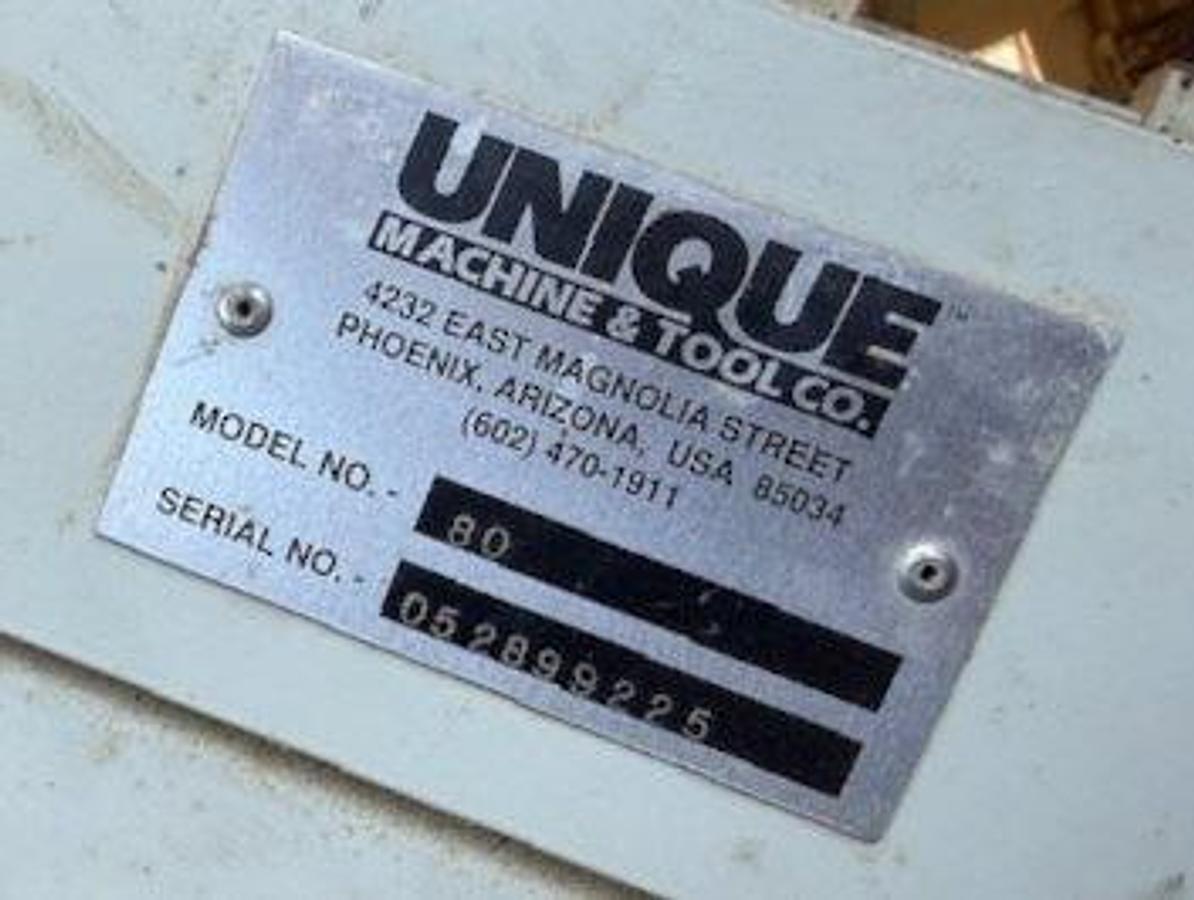 UNIQUE™
MACHINE & TOOL CO.
4232 EAST MAGNOLIA STREET
PHOENIX, ARIZONA, USA 85034
(602) 470-1911
MODEL NO. - 80
SERIAL NO. - 052899225